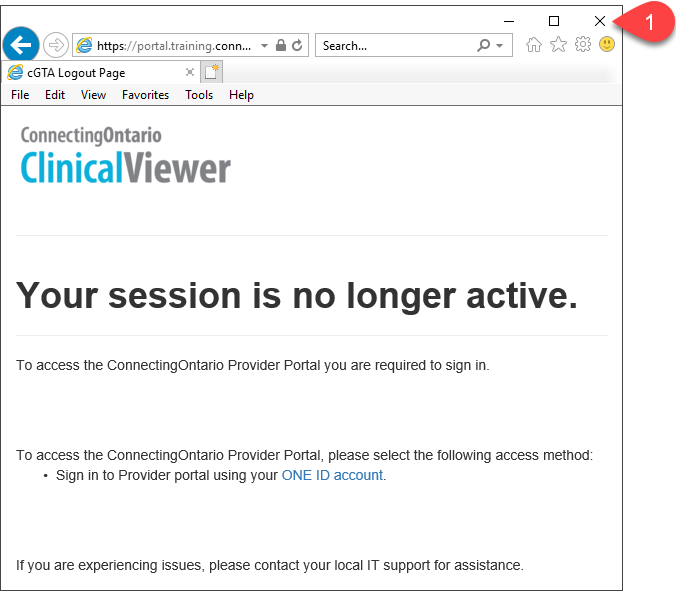 1
https://portal.training.conn...
Search...
cGTA Logout Page
File Edit View Favorites Tools Help
ConnectingOntario
ClinicalViewer
Your session is no longer active.
To access the ConnectingOntario Provider Portal you are required to sign in.
To access the ConnectingOntario Provider Portal, please select the following access method:
• Sign in to Provider portal using your ONE ID account.
If you are experiencing issues, please contact your local IT support for assistance.